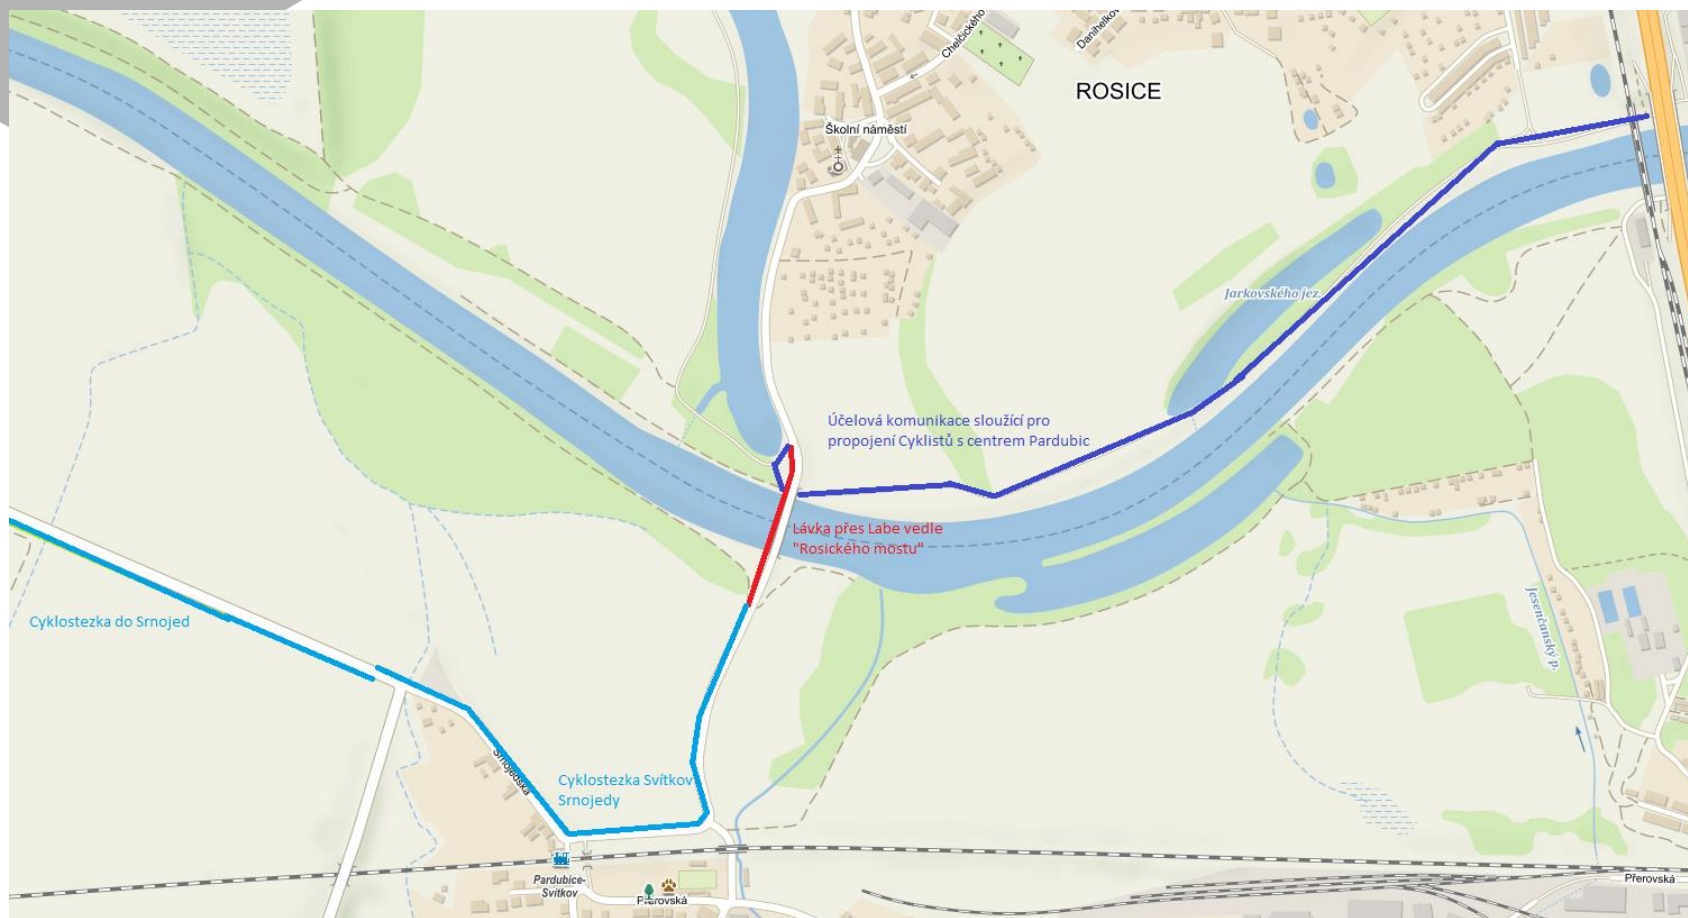 Chelčického
Danihelkov
ROSICE
Školní náměstí
Jarkovského jez.
Účelová komunikace sloužící pro
propojení Cyklistů s centrem Pardubic
Lávka přes Labe vedle
"Rosického mostu"
Cyklostezka do Srnojed
Jesenčanský p.
Srnojedská
Cyklostezka Svítkov
Srnojedy
Pardubice-
Svítkov
Přerovská
Přerovská